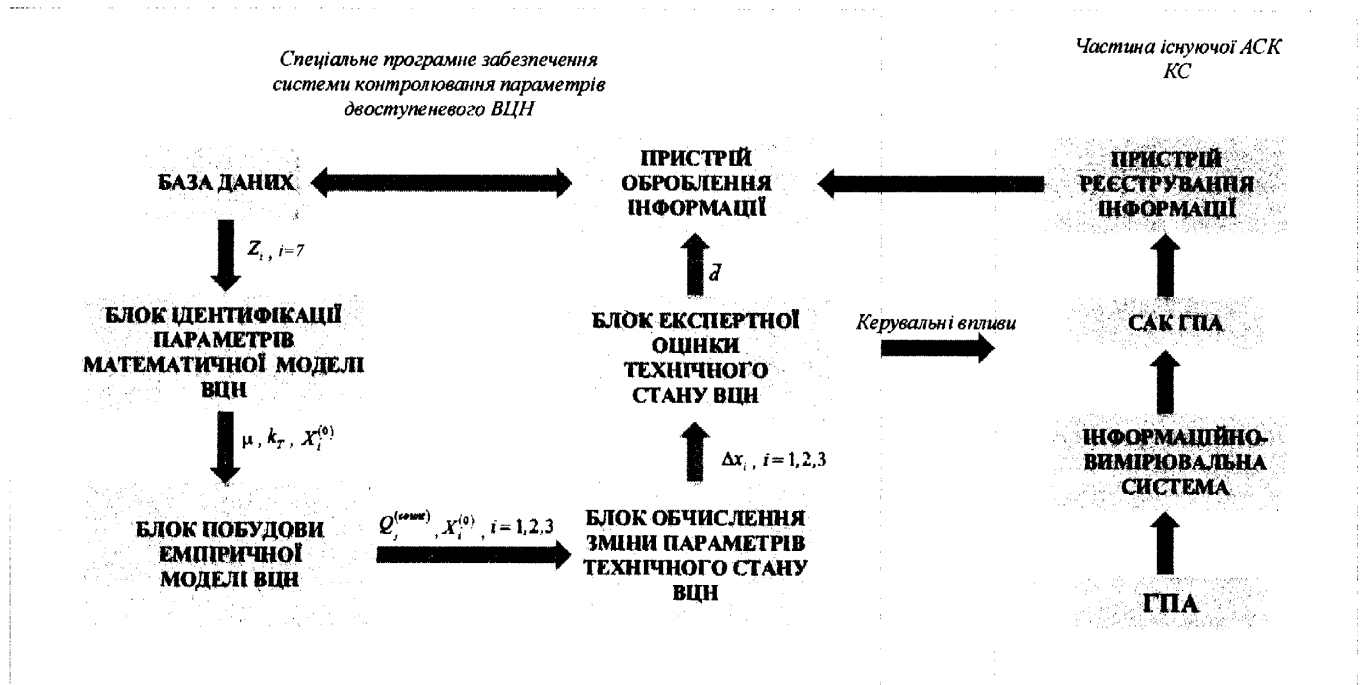 Спеціальне програмне забезпечення
системи контролювання параметрів
двоступеневого ВЦН
Частина існуючої АСК
КС
БАЗА ДАНИХ
ПРИСТРІЙ
ОБРОБЛЕННЯ
ІНФОРМАЦІЇ
ПРИСТРІЙ
РЕЄСТРУВАННЯ
ІНФОРМАЦІЇ
Z_i , i=7
d̄
БЛОК ІДЕНТИФІКАЦІЇ
ПАРАМЕТРІВ
МАТЕМАТИЧНОЇ МОДЕЛІ
ВЦН
БЛОК ЕКСПЕРТНОЇ
ОЦІНКИ
ТЕХНІЧНОГО
СТАНУ ВЦН
Керувальні впливи
САК ГПА
μ , k_T , X_i^(0)
Δx_i , i = 1,2,3
ІНФОРМАЦІЙНО-
ВИМІРЮВАЛЬНА
СИСТЕМА
БЛОК ПОБУДОВИ
ЕМПІРИЧНОЇ
МОДЕЛІ ВЦН
, X_i^(0) , i = 1,2,3
БЛОК ОБЧИСЛЕННЯ
ЗМІНИ ПАРАМЕТРІВ
ТЕХНІЧНОГО СТАНУ
ВЦН
ГПА